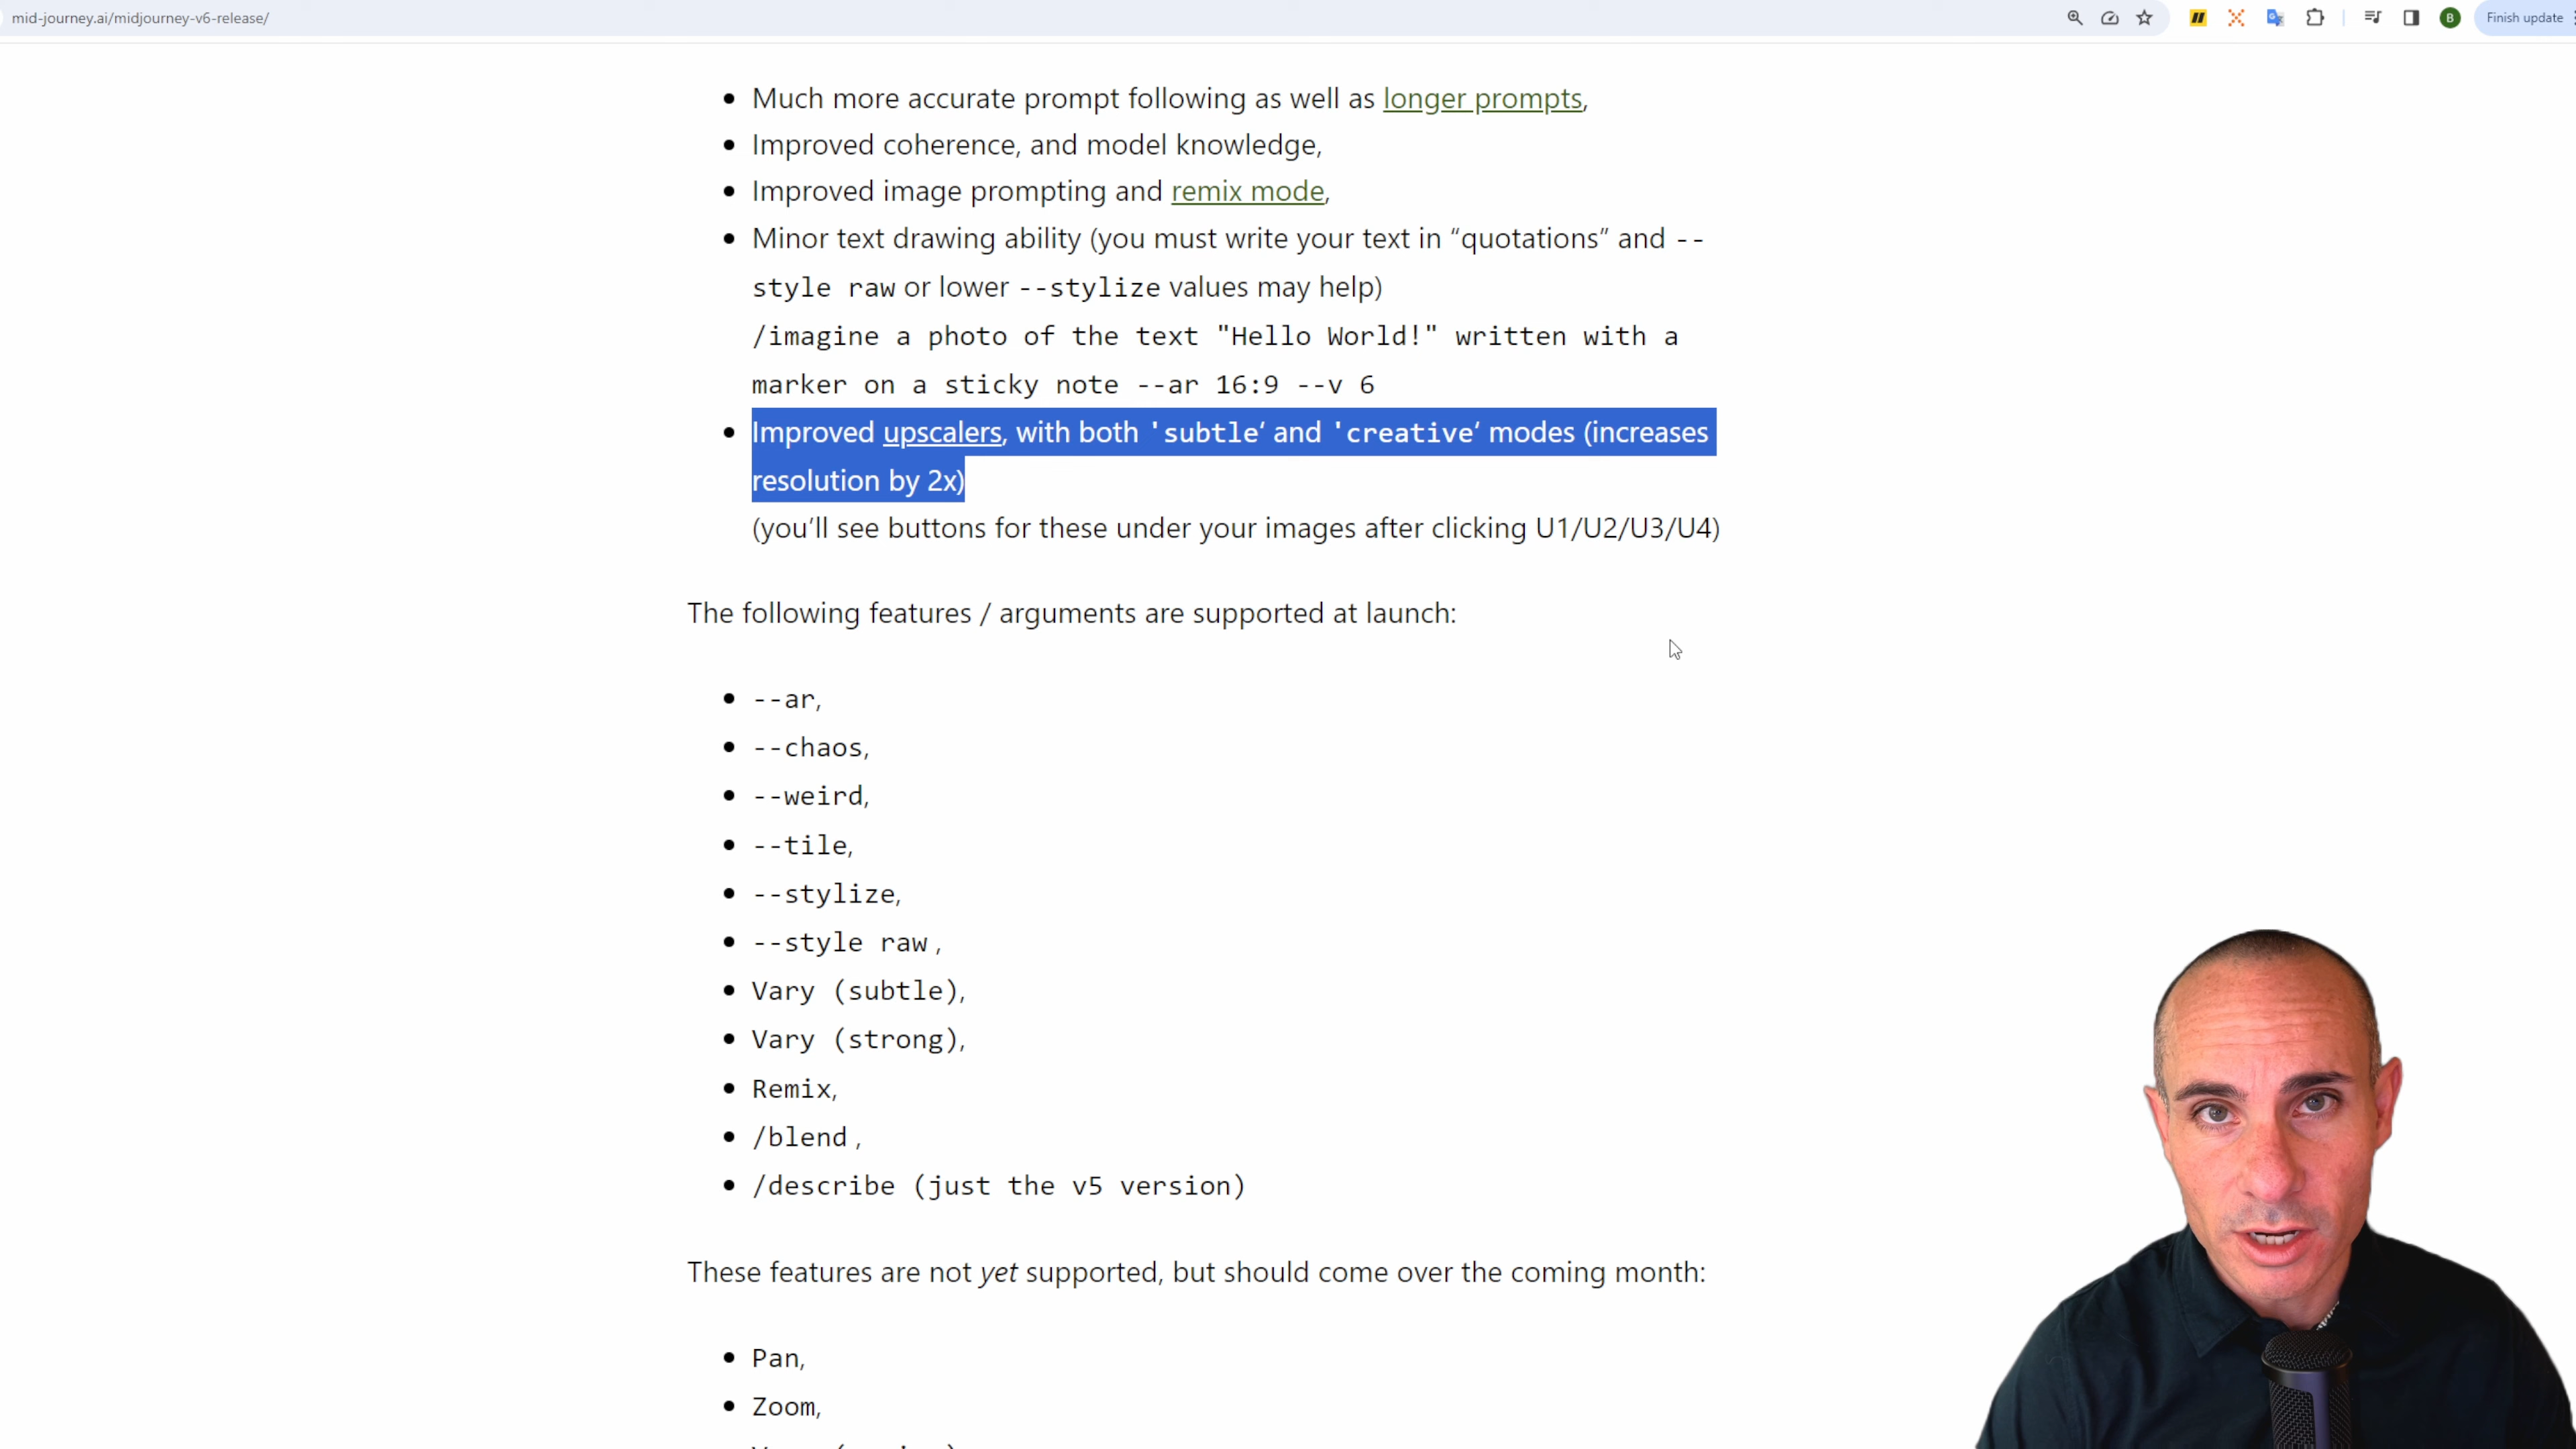 mid-journey.ai/midjourney-v6-release/
B
Finish update
Much more accurate prompt following as well as longer prompts,
Improved coherence, and model knowledge,
Improved image prompting and remix mode,
Minor text drawing ability (you must write your text in “quotations” and --
style raw or lower --stylize values may help)
/imagine a photo of the text "Hello World!" written with a
marker on a sticky note --ar 16:9 --v 6
Improved upscalers, with both 'subtle‘ and 'creative‘ modes (increases
resolution by 2x)
(you’ll see buttons for these under your images after clicking U1/U2/U3/U4)
The following features / arguments are supported at launch:
--ar,
--chaos,
--weird,
--tile,
--stylize,
--style raw ,
Vary (subtle),
Vary (strong),
Remix,
/blend ,
/describe (just the v5 version)
These features are not yet supported, but should come over the coming month:
Pan,
Zoom,